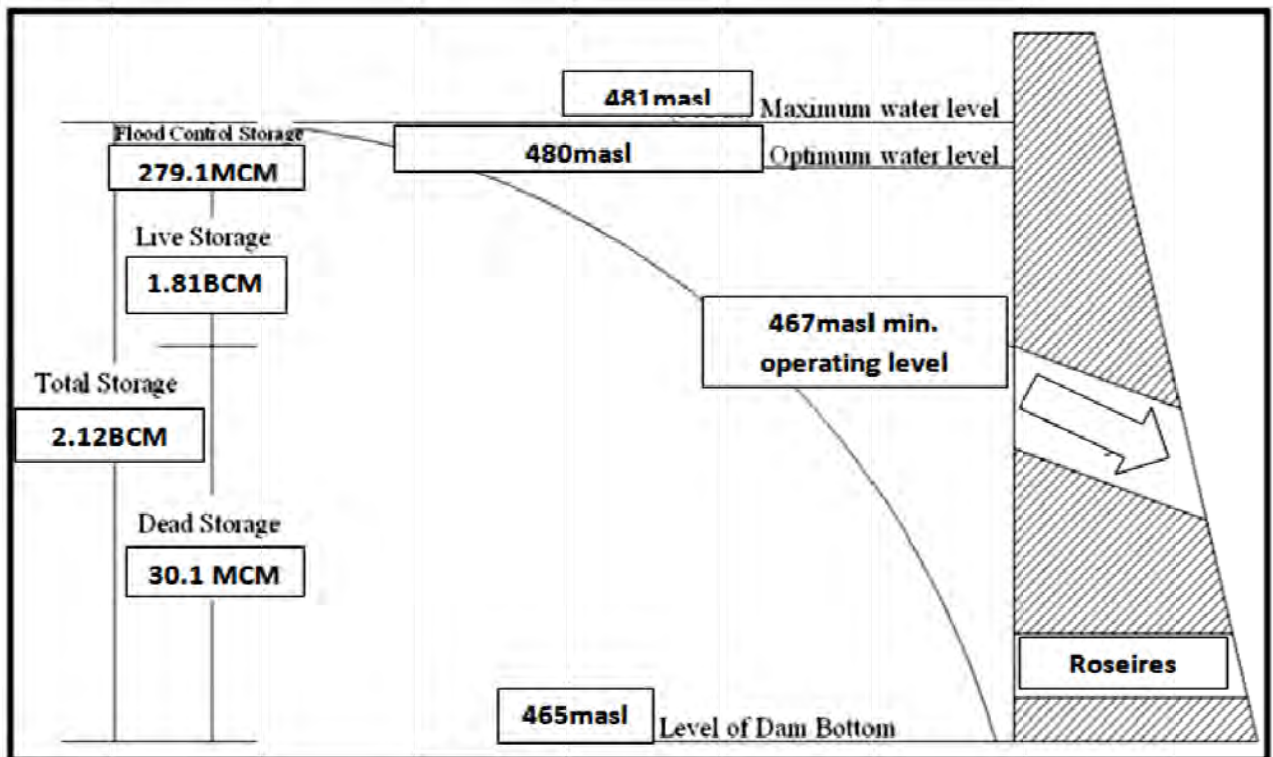 481masl
Maximum water level
Flood Control Storage
480masl
Optimum water level
279.1MCM
Live Storage
1.81BCM
467masl min.
operating level
Total Storage
2.12BCM
Dead Storage
30.1 MCM
Roseires
465masl
Level of Dam Bottom